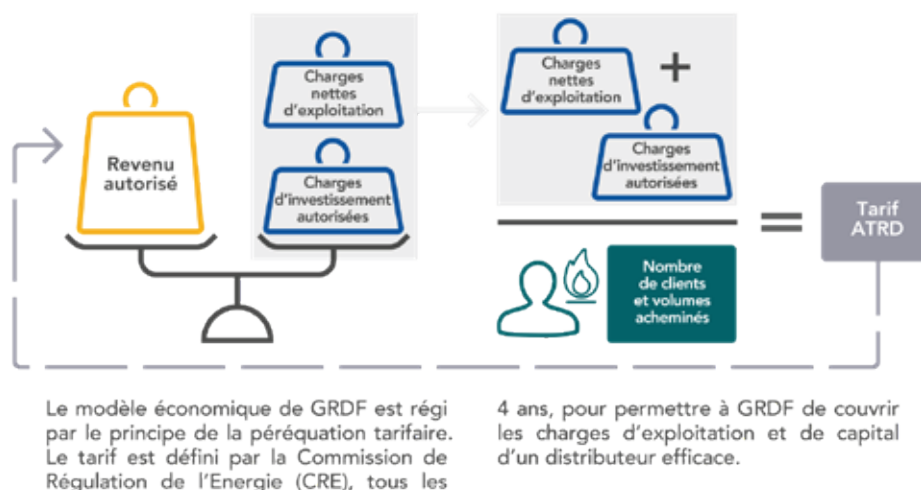 Revenu
autorisé
Charges
nettes
d'exploitation
Charges
d'investissement
autorisées
Charges
nettes
d'exploitation
+
Charges
d'investissement
autorisées
Nombre
de clients
et volumes
acheminés
=
Tarif
ATRD
Le modèle économique de GRDF est régi
par le principe de la péréquation tarifaire.
Le tarif est défini par la Commission de
Régulation de l'Energie (CRE), tous les
4 ans, pour permettre à GRDF de couvrir
les charges d'exploitation et de capital
d'un distributeur efficace.